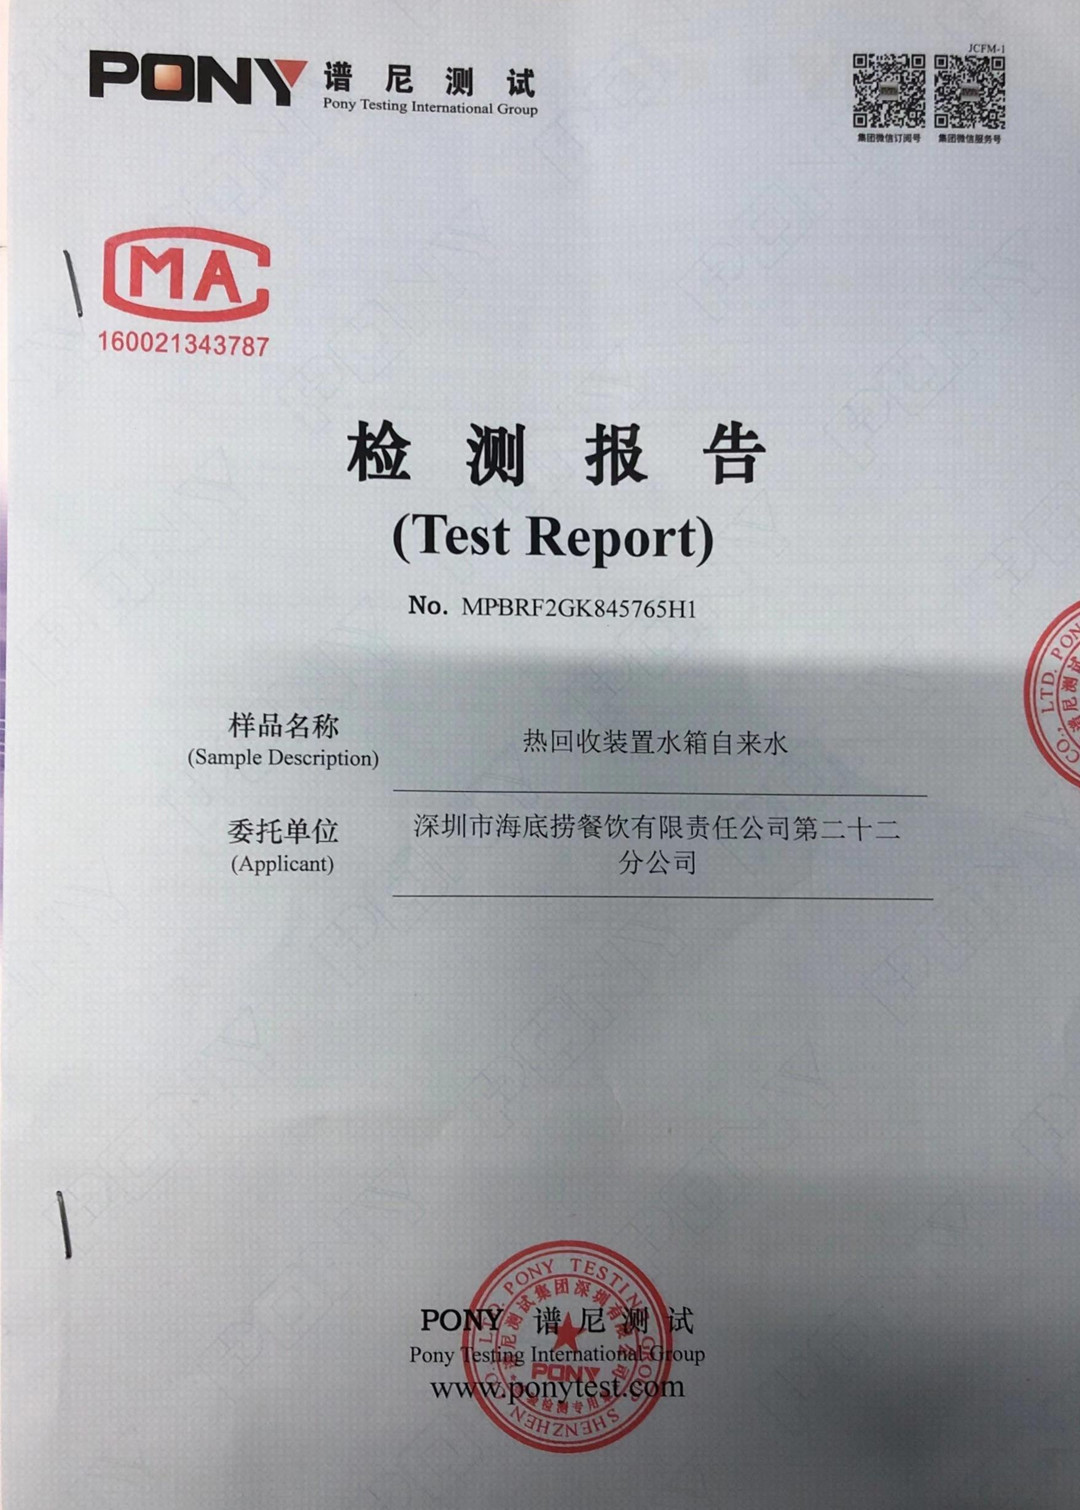 JCFM-1
PONY 谱尼测试
Pony Testing International Group
集团微信订阅号 集团微信服务号
MA
160021343787
检测报告
(Test Report)
No. MPBRF2GK845765H1
样品名称
(Sample Description)
热回收装置水箱自来水
委托单位
(Applicant)
深圳市海底捞餐饮有限责任公司第二十二
分公司
PONY 谱尼测试
Pony Testing International Group
www.ponytest.com